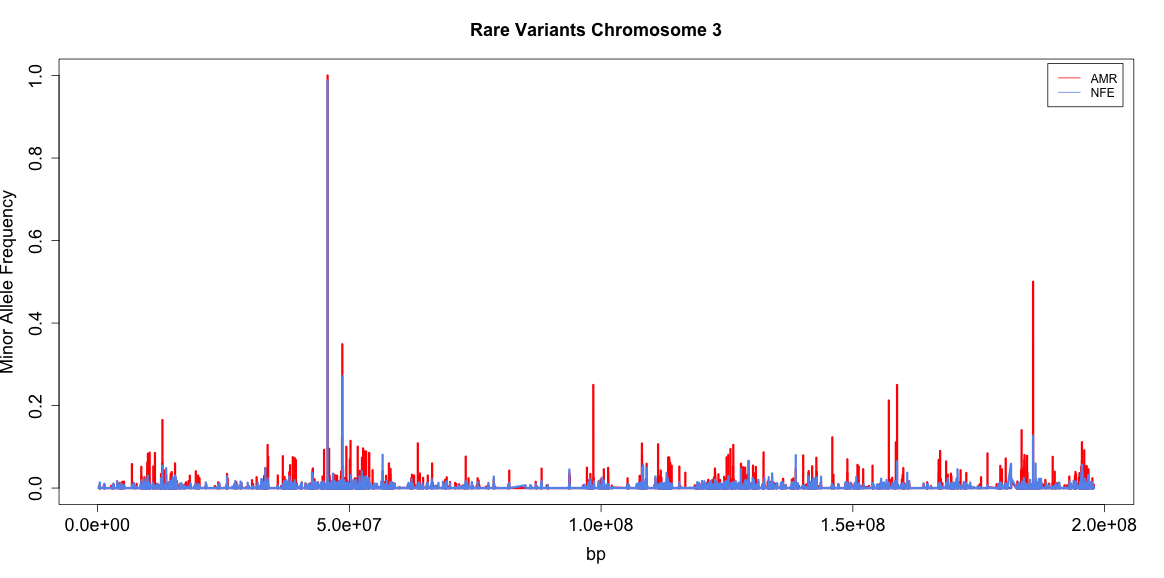 Rare Variants Chromosome 3
AMR
NFE
Minor Allele Frequency
1.0
0.8
0.6
0.4
0.2
0.0
0.0e+00 5.0e+07 1.0e+08 1.5e+08 2.0e+08
bp